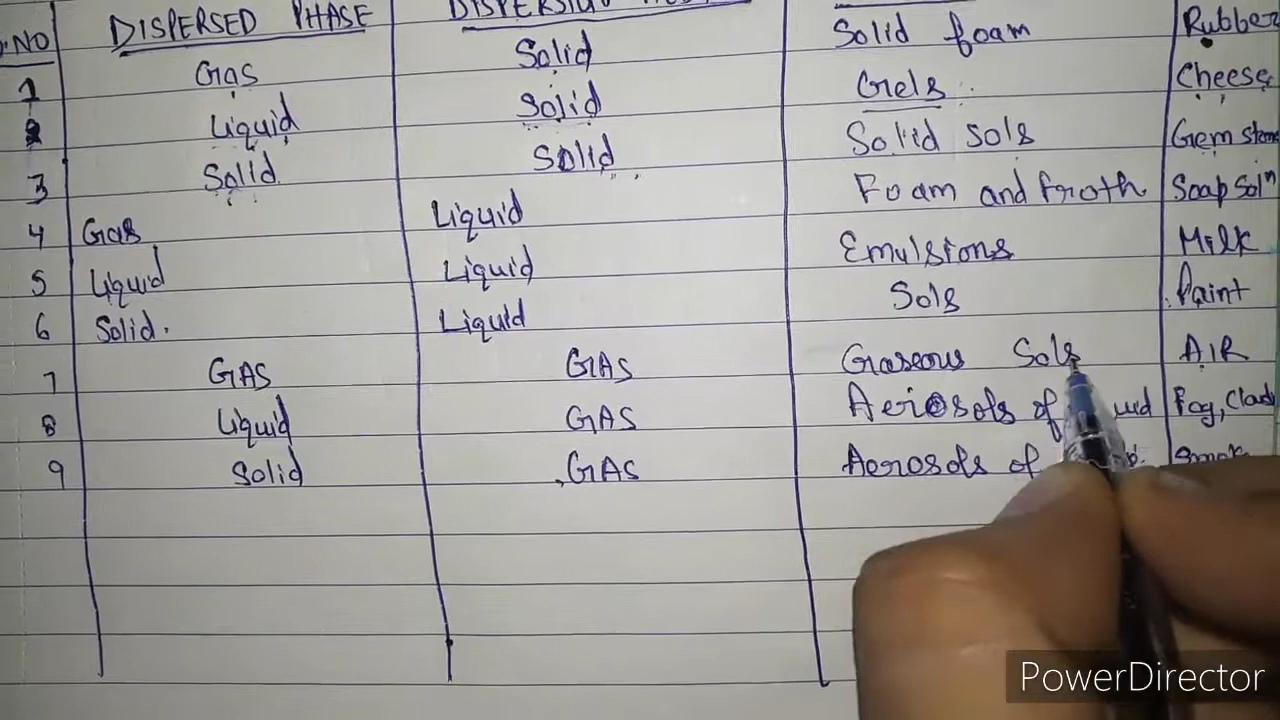 .NO DISPERSED PHASE DISPERSION
1 Gas Solid Solid foam Rubber
2 Liquid Solid Gels Cheese
3 Solid Solid Solid sols Gem stone
4 Gas Liquid Foam and froth Soap Solⁿ
5 Liquid Liquid Emulsions Milk
6 Solid. Liquid Sols Paint
7 GAS GAS Gaseous Sols AIR
8 Liquid GAS Aerosols of Fog, Clouds
9 Solid GAS Aerosols of
PowerDirector